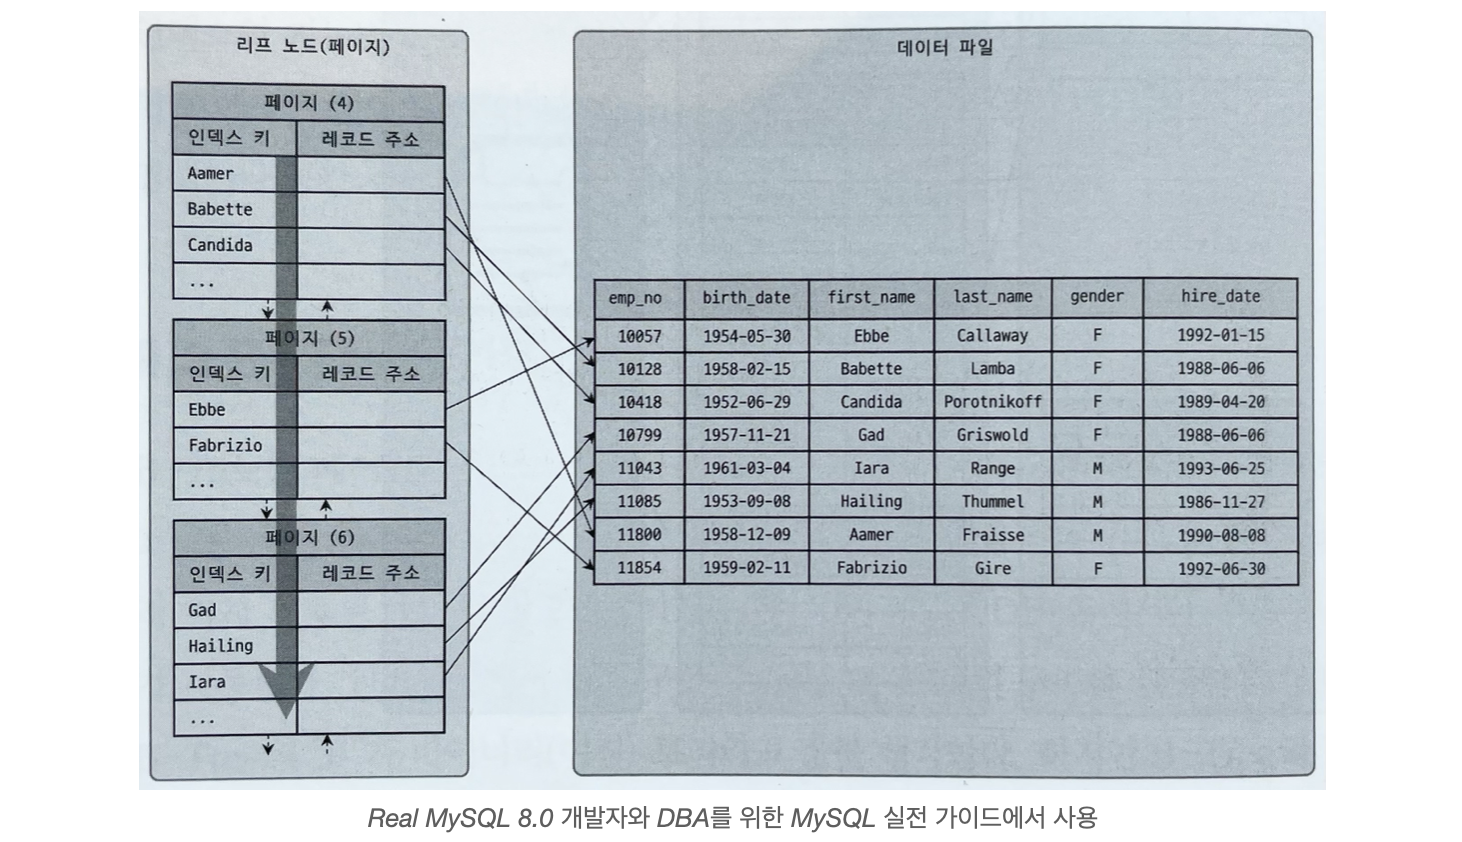 리프 노드(페이지)
페이지 (4)
인덱스 키 레코드 주소
Aamer
Babette
Candida
...
페이지 (5)
인덱스 키 레코드 주소
Ebbe
Fabrizio
...
페이지 (6)
인덱스 키 레코드 주소
Gad
Hailing
Iara
...
데이터 파일
emp_no birth_date first_name last_name gender hire_date
10057 1954-05-30 Ebbe Callaway F 1992-01-15
10128 1958-02-15 Babette Lamba F 1988-06-06
10418 1952-06-29 Candida Porotnikoff F 1989-04-20
10799 1957-11-21 Gad Griswold F 1988-06-06
11043 1961-03-04 Iara Range M 1993-06-25
11085 1953-09-08 Hailing Thummel M 1986-11-27
11800 1958-12-09 Aamer Fraisse M 1990-08-08
11854 1959-02-11 Fabrizio Gire F 1992-06-30
Real MySQL 8.0 개발자와 DBA를 위한 MySQL 실전 가이드에서 사용